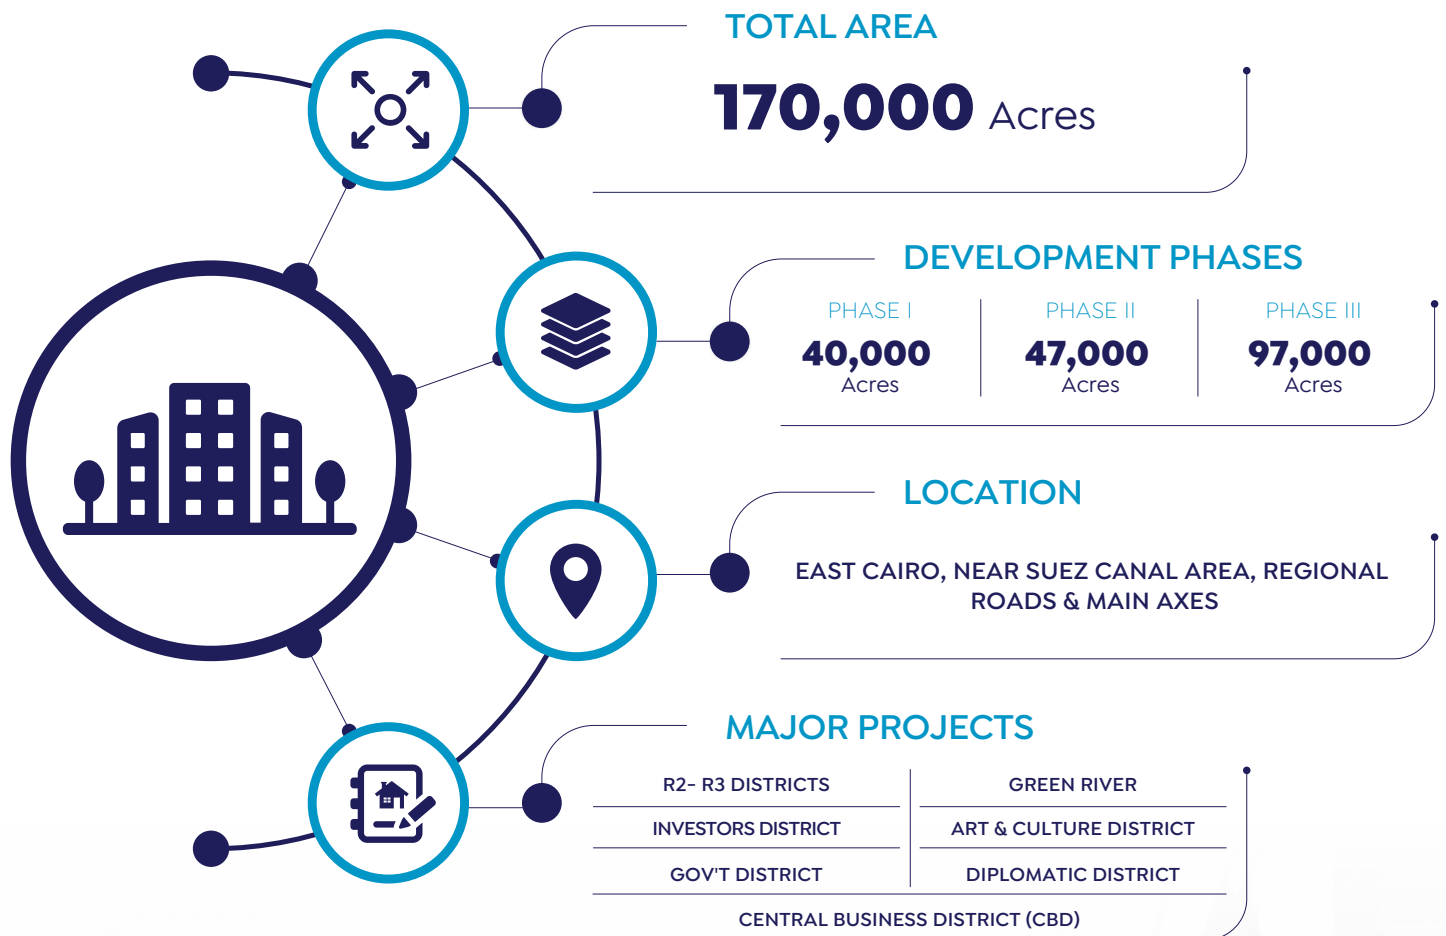 TOTAL AREA
170,000 Acres
DEVELOPMENT PHASES
PHASE I
40,000
Acres
PHASE II
47,000
Acres
PHASE III
97,000
Acres
LOCATION
EAST CAIRO, NEAR SUEZ CANAL AREA, REGIONAL
ROADS & MAIN AXES
MAJOR PROJECTS
R2- R3 DISTRICTS
GREEN RIVER
INVESTORS DISTRICT
ART & CULTURE DISTRICT
GOV'T DISTRICT
DIPLOMATIC DISTRICT
CENTRAL BUSINESS DISTRICT (CBD)